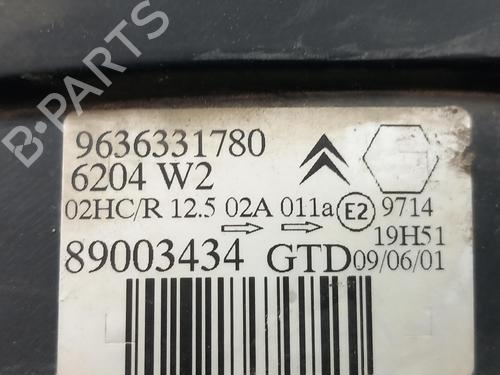 B-PARTS
9636331780
6204 W2
02HC/R 12.5 02A 011a E2 9714
19H51
89003434 GTD 09/06/01